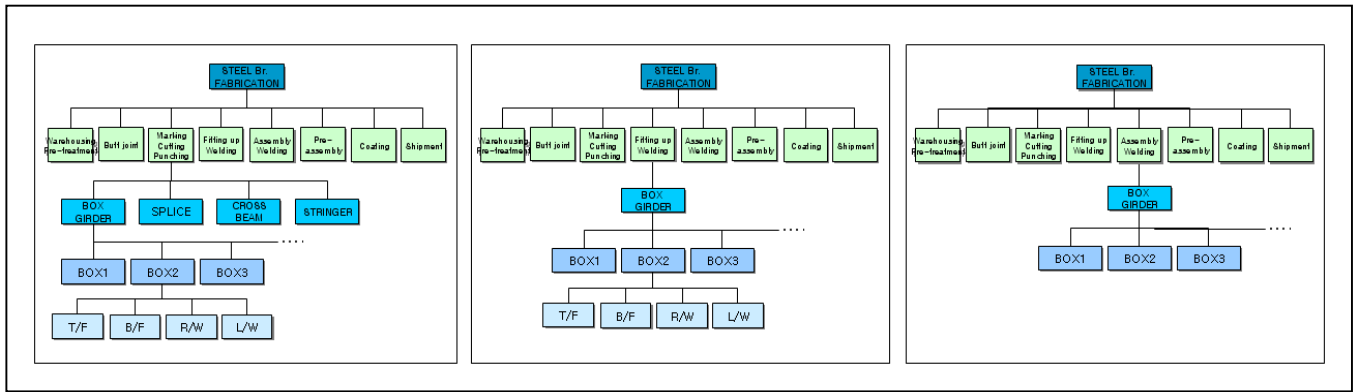 STEEL Br.
FABRICATION
Warehousing
Pre-treatment
Butt joint
Marking
Cutting
Punching
Fitting up
Welding
Assembly
Welding
Pre-
assembly
Coating
Shipment
BOX
GIRDER
SPLICE
CROSS
BEAM
STRINGER
....
BOX1
BOX2
BOX3
T/F
B/F
R/W
L/W
STEEL Br.
FABRICATION
Warehousing
Pre-treatment
Butt joint
Marking
Cutting
Punching
Fitting up
Welding
Assembly
Welding
Pre-
assembly
Coating
Shipment
BOX
GIRDER
....
BOX1
BOX2
BOX3
T/F
B/F
R/W
L/W
STEEL Br.
FABRICATION
Warehousing
Pre-treatment
Butt joint
Marking
Cutting
Punching
Fitting up
Welding
Assembly
Welding
Pre-
assembly
Coating
Shipment
BOX
GIRDER
....
BOX1
BOX2
BOX3